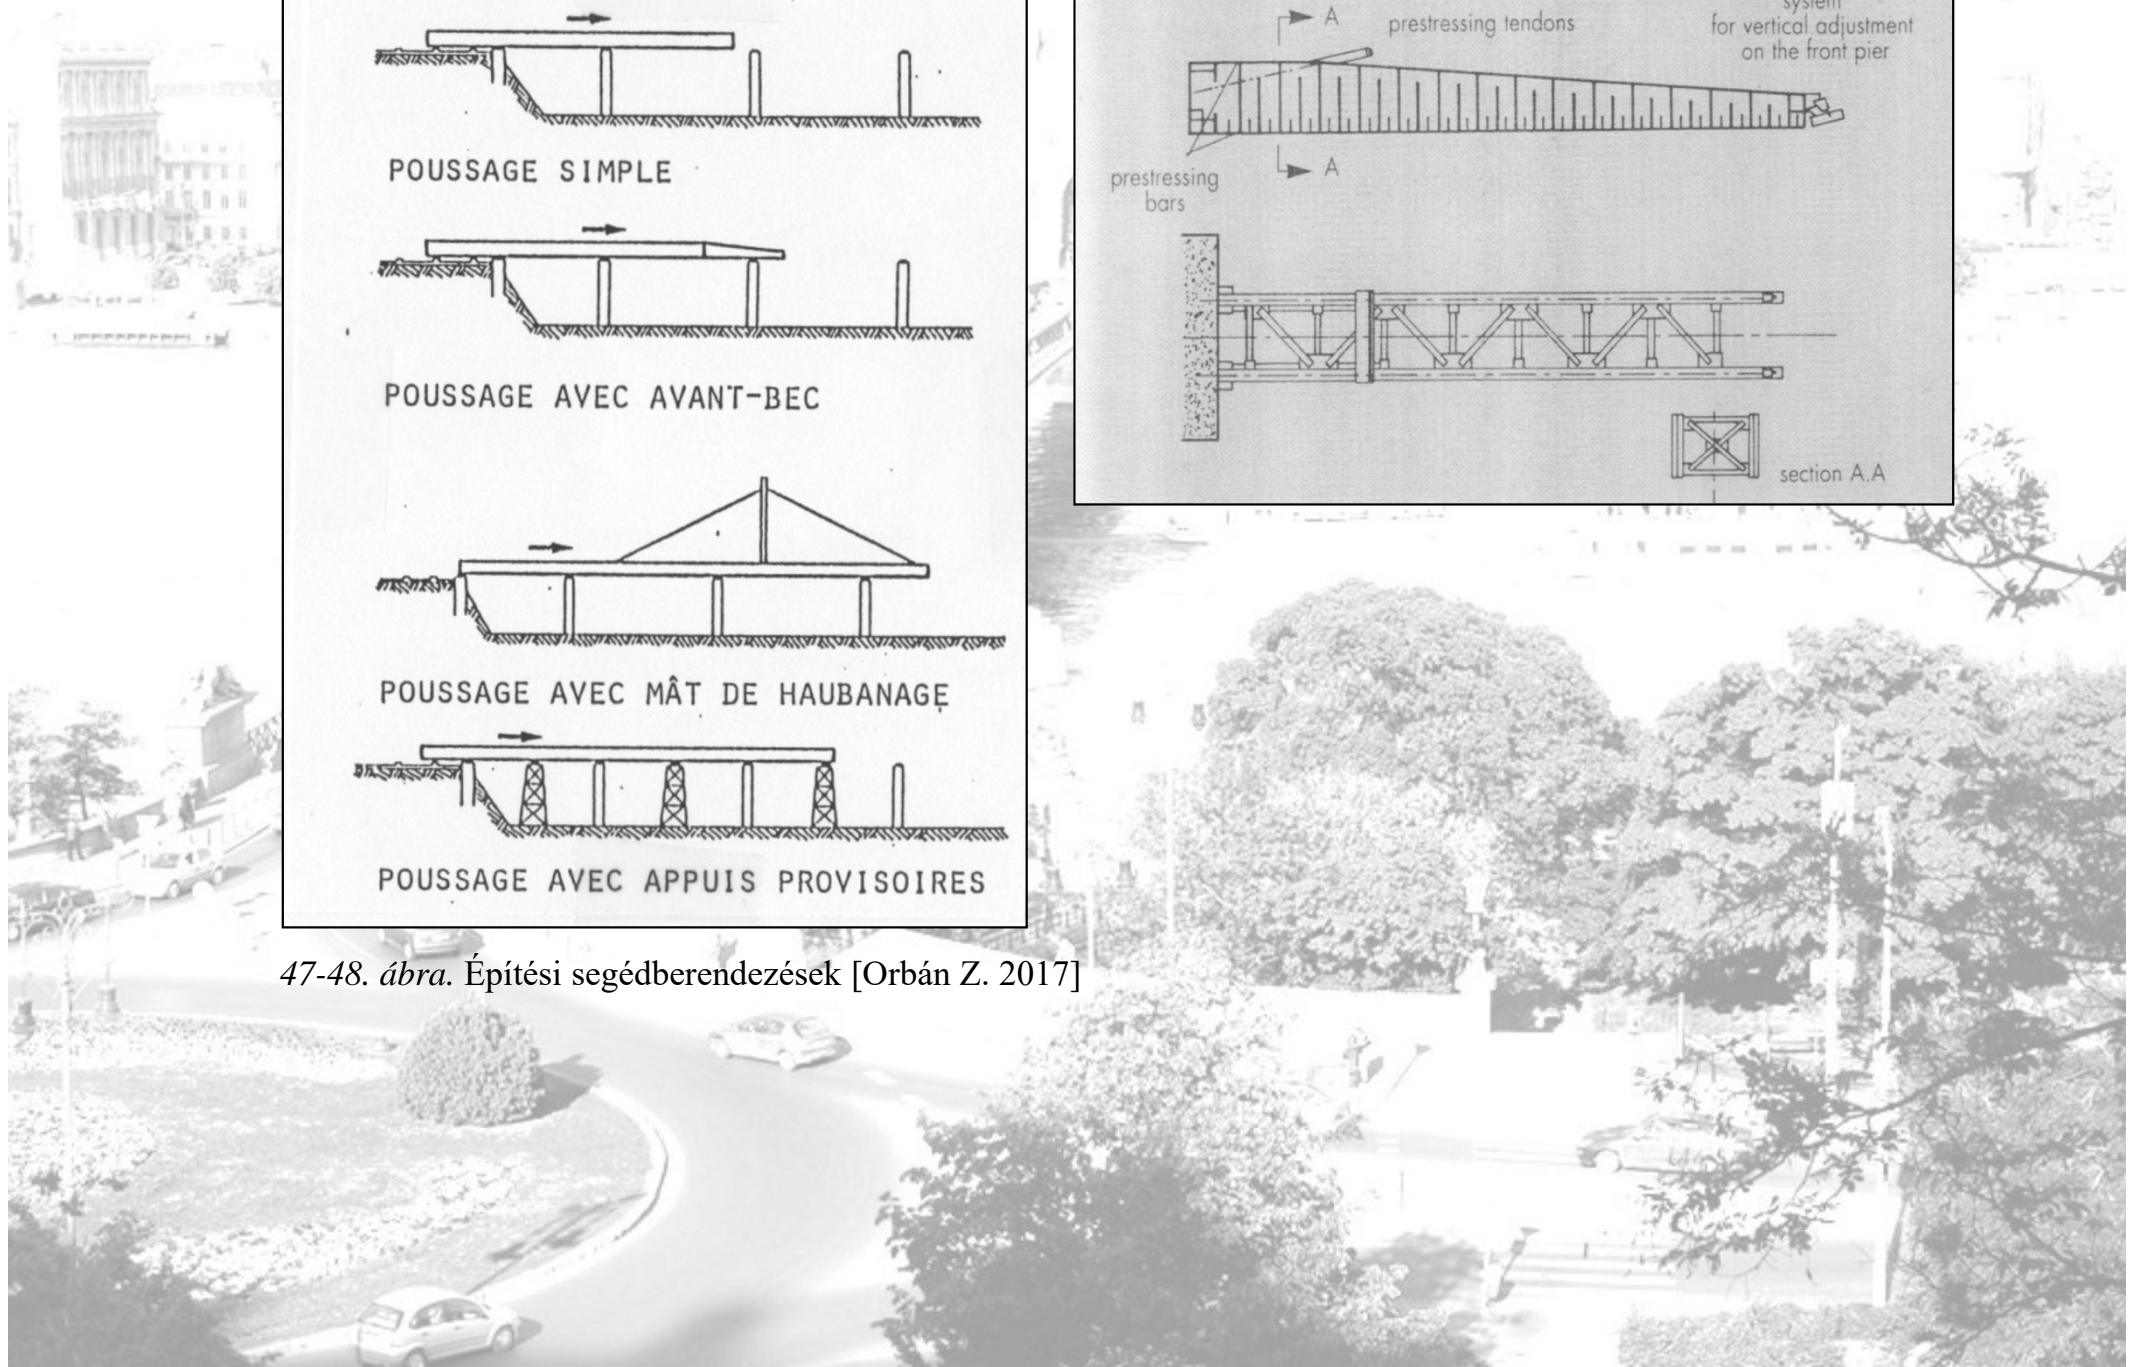 POUSSAGE SIMPLE
POUSSAGE AVEC AVANT-BEC
POUSSAGE AVEC MÂT DE HAUBANAGE
POUSSAGE AVEC APPUIS PROVISOIRES
system
for vertical adjustment
on the front pier
prestressing tendons
A
A
prestressing
bars
section A.A
47-48. ábra. Építési segédberendezések [Orbán Z. 2017]